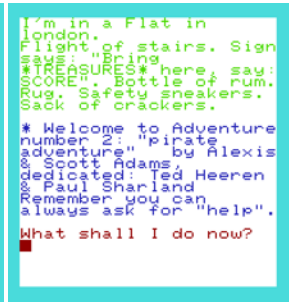 I'm in a Flat in
london.
Flight of stairs. Sign
says: "Bring
*TREASURES* here, say:
SCORE". Bottle of rum.
Rug. Safety sneakers.
Sack of crackers.
* Welcome to Adventure
number 2: "pirate
adventure" by Alexis
& Scott Adams,
dedicated: Ted Heeren
& Paul Sharland
Remember you can
always ask for "help".
What shall I do now?